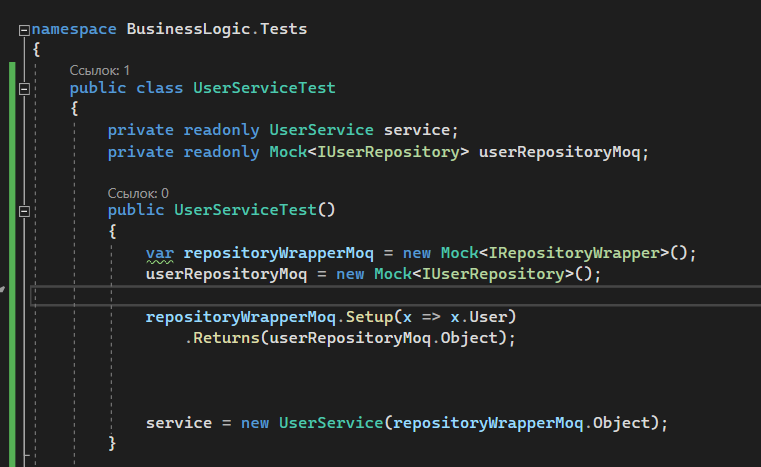 namespace BusinessLogic.Tests
{
Ссылок: 1
public class UserServiceTest
{
private readonly UserService service;
private readonly Mock<IUserRepository> userRepositoryMoq;
Ссылок: 0
public UserServiceTest()
{
var repositoryWrapperMoq = new Mock<IRepositoryWrapper>();
userRepositoryMoq = new Mock<IUserRepository>();
repositoryWrapperMoq.Setup(x => x.User)
.Returns(userRepositoryMoq.Object);
service = new UserService(repositoryWrapperMoq.Object);
}